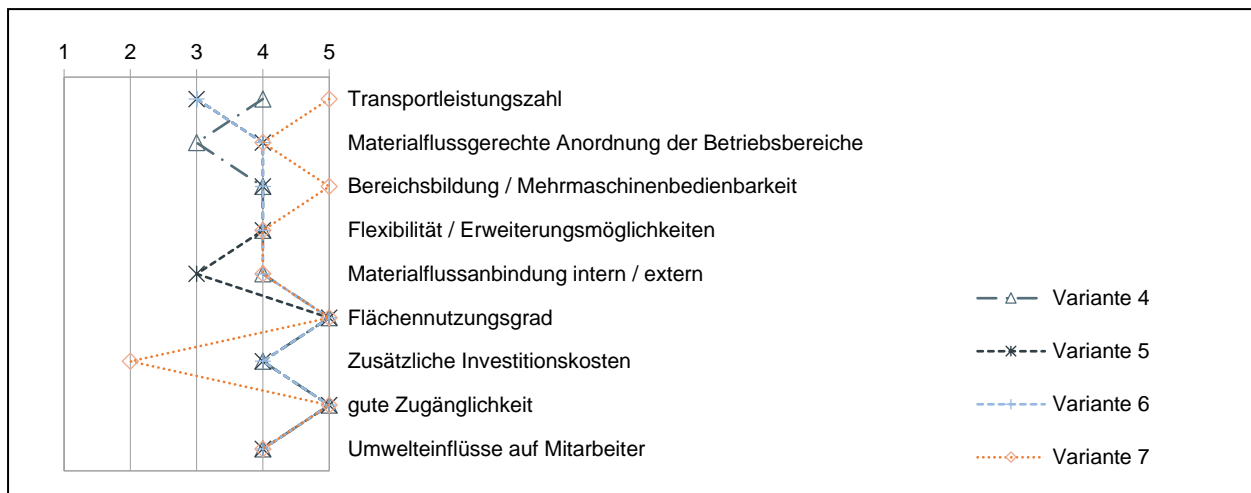 1 2 3 4 5
Transportleistungszahl
Materialflussgerechte Anordnung der Betriebsbereiche
Bereichsbildung / Mehrmaschinenbedienbarkeit
Flexibilität / Erweiterungsmöglichkeiten
Materialflussanbindung intern / extern
Flächennutzungsgrad
Zusätzliche Investitionskosten
gute Zugänglichkeit
Umwelteinflüsse auf Mitarbeiter
Variante 4
Variante 5
Variante 6
Variante 7